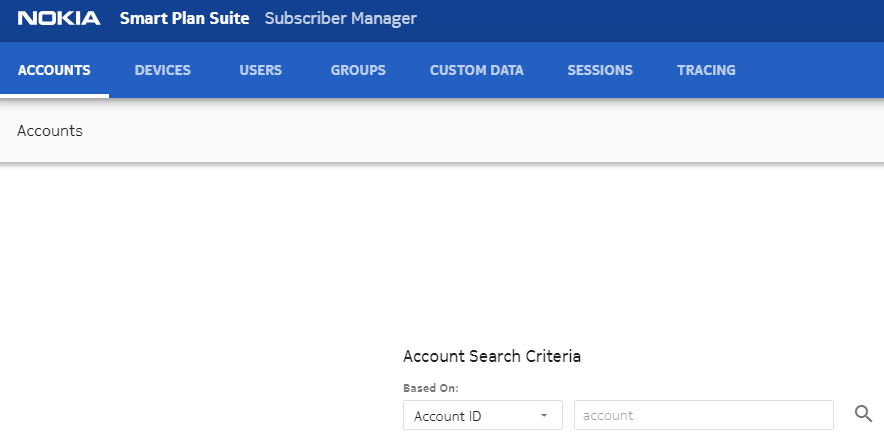 NOKIA Smart Plan Suite Subscriber Manager
ACCOUNTS DEVICES USERS GROUPS CUSTOM DATA SESSIONS TRACING
Accounts
Account Search Criteria
Based On:
Account ID account